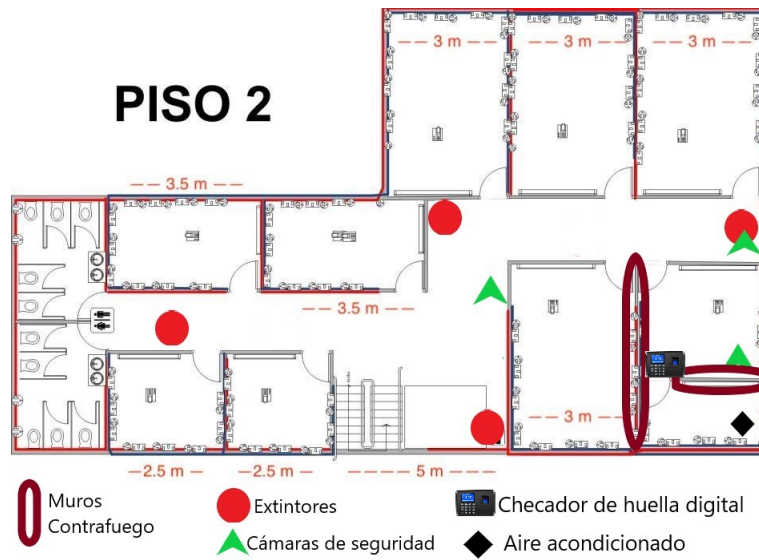 — — 3 m — —
— — 3 m — —
— — 3 m — —
PISO 2
— — 3.5 m — —
— — 3.5 m — —
— — 3 m — —
—2.5 m —
—2.5 m —
— — — 5 m — — —
Muros
Contrafuego
Extintores
Cámaras de seguridad
Checador de huella digital
Aire acondicionado